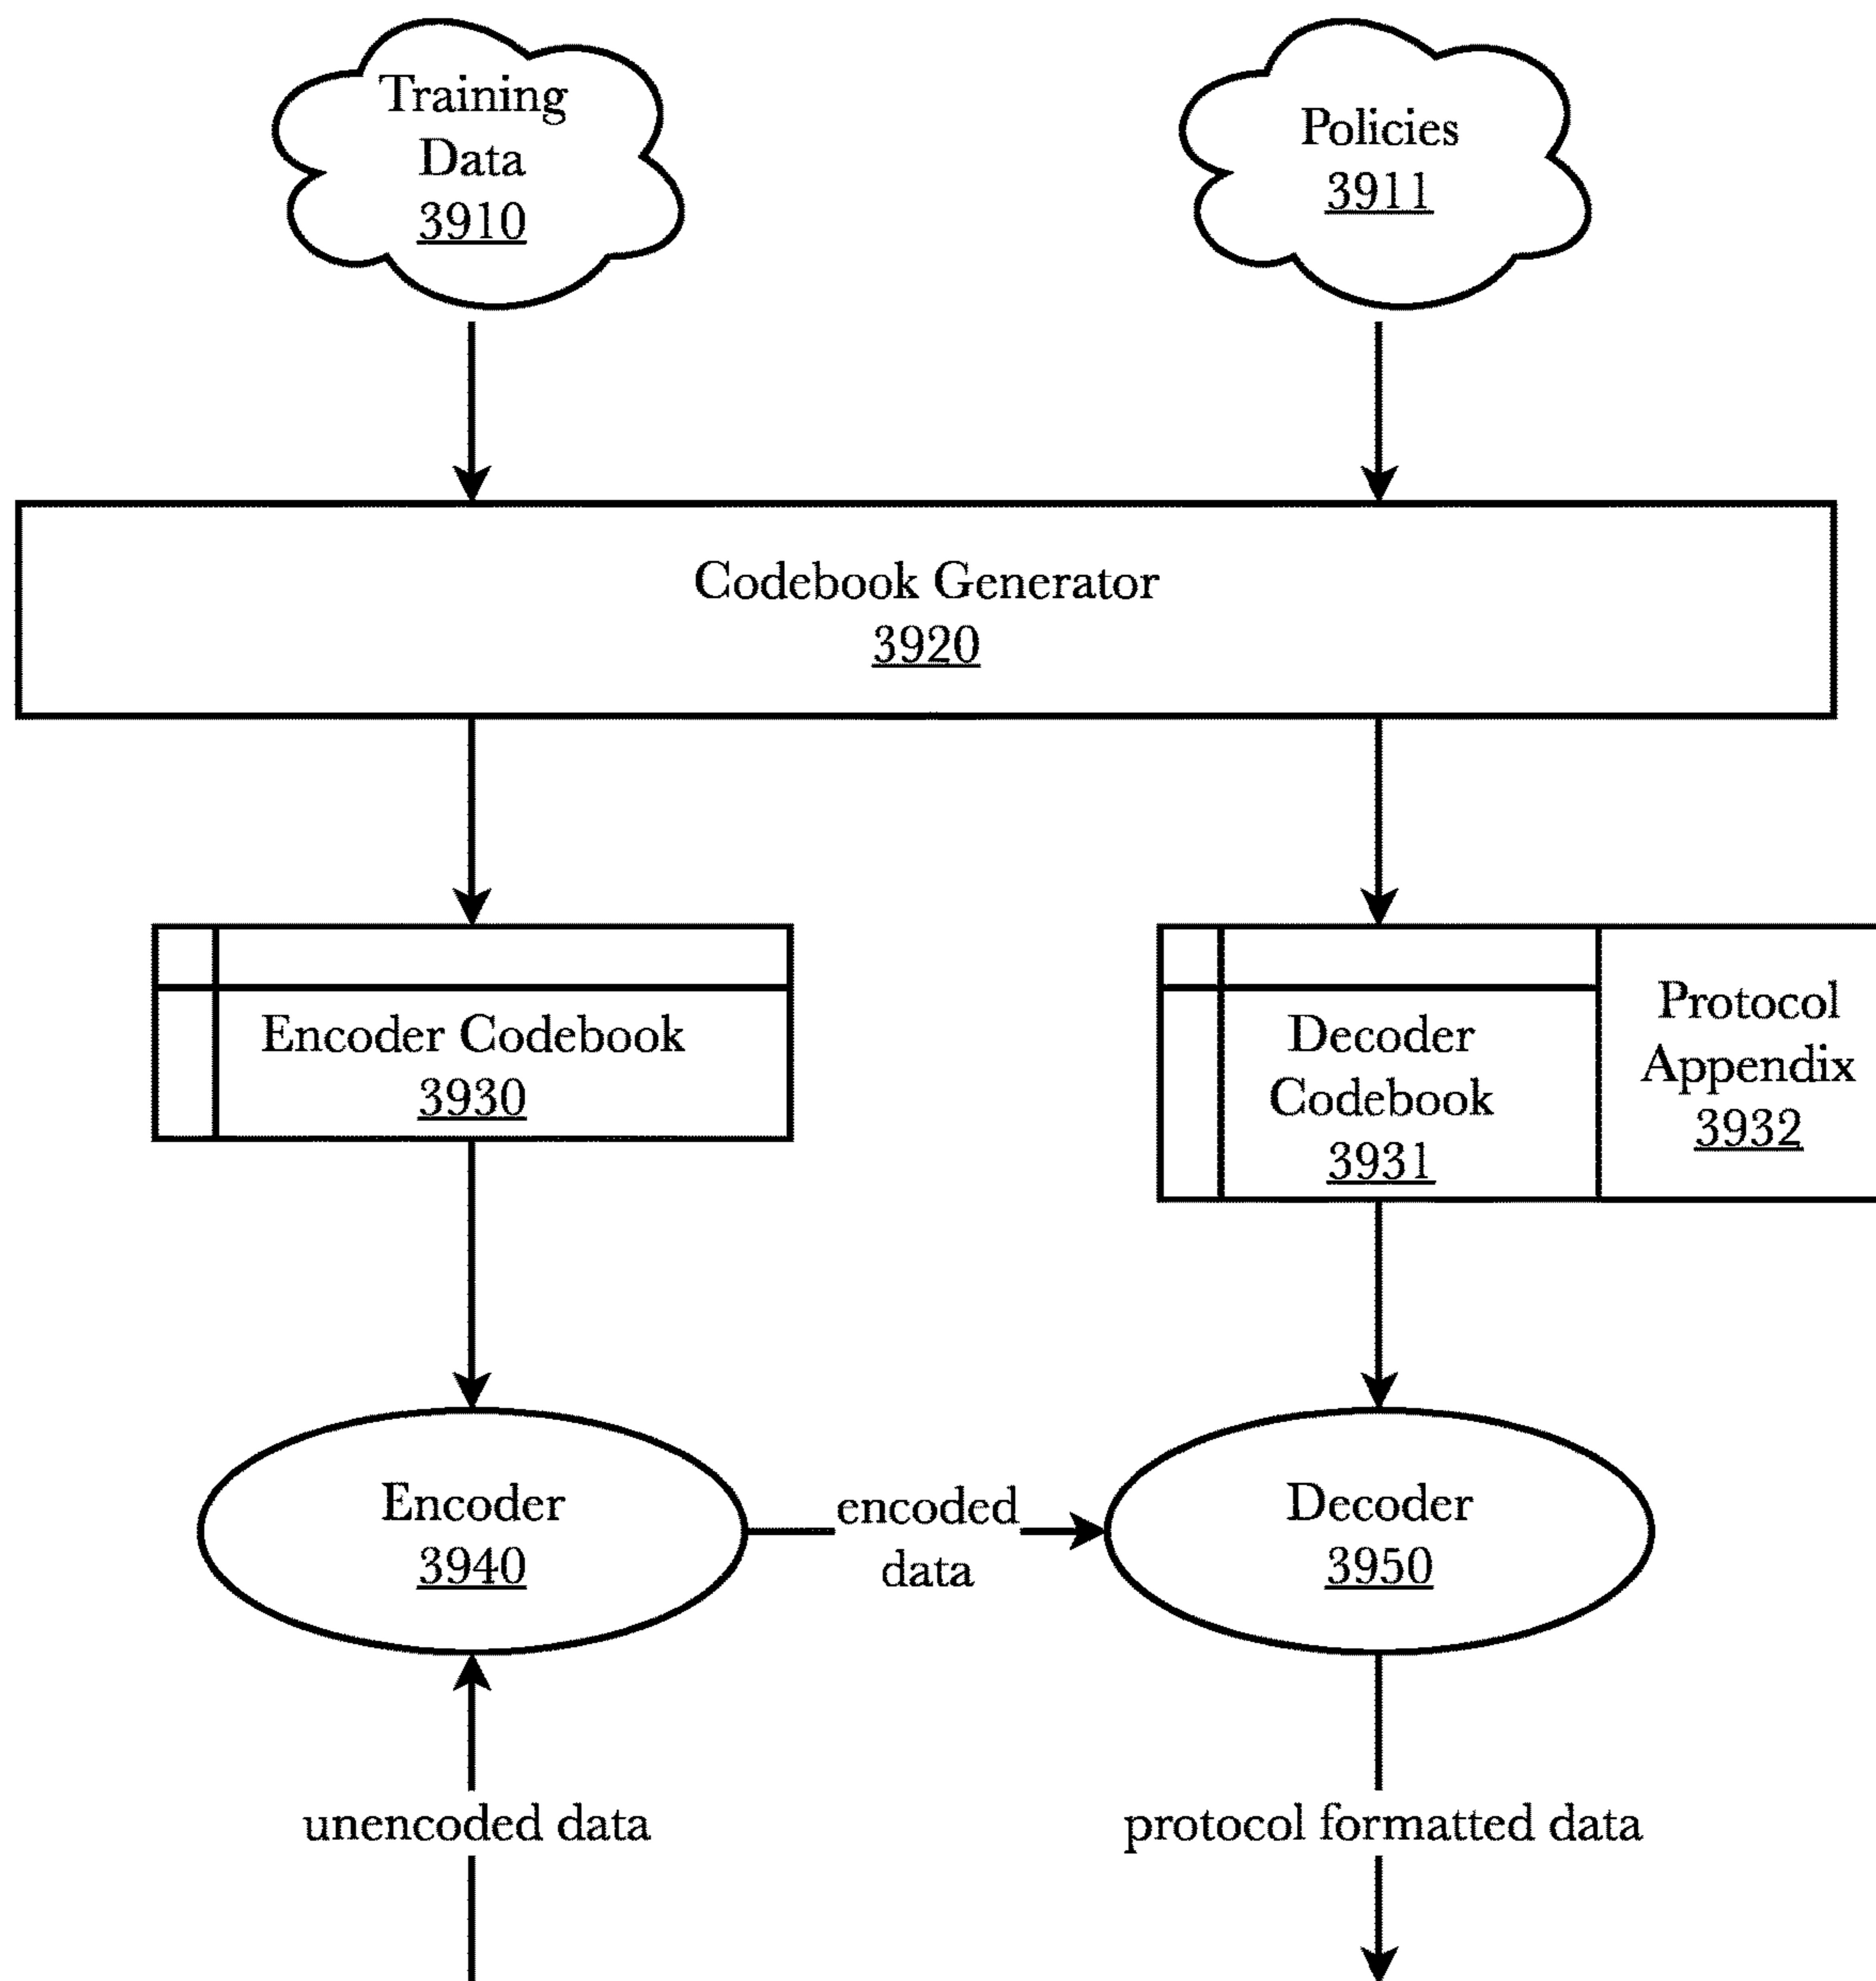 Training
Data
3910
Policies
3911
Codebook Generator
3920
Encoder Codebook
3930
Decoder
Codebook
3931
Protocol
Appendix
3932
Encoder
3940
encoded
data
Decoder
3950
unencoded data
protocol formatted data